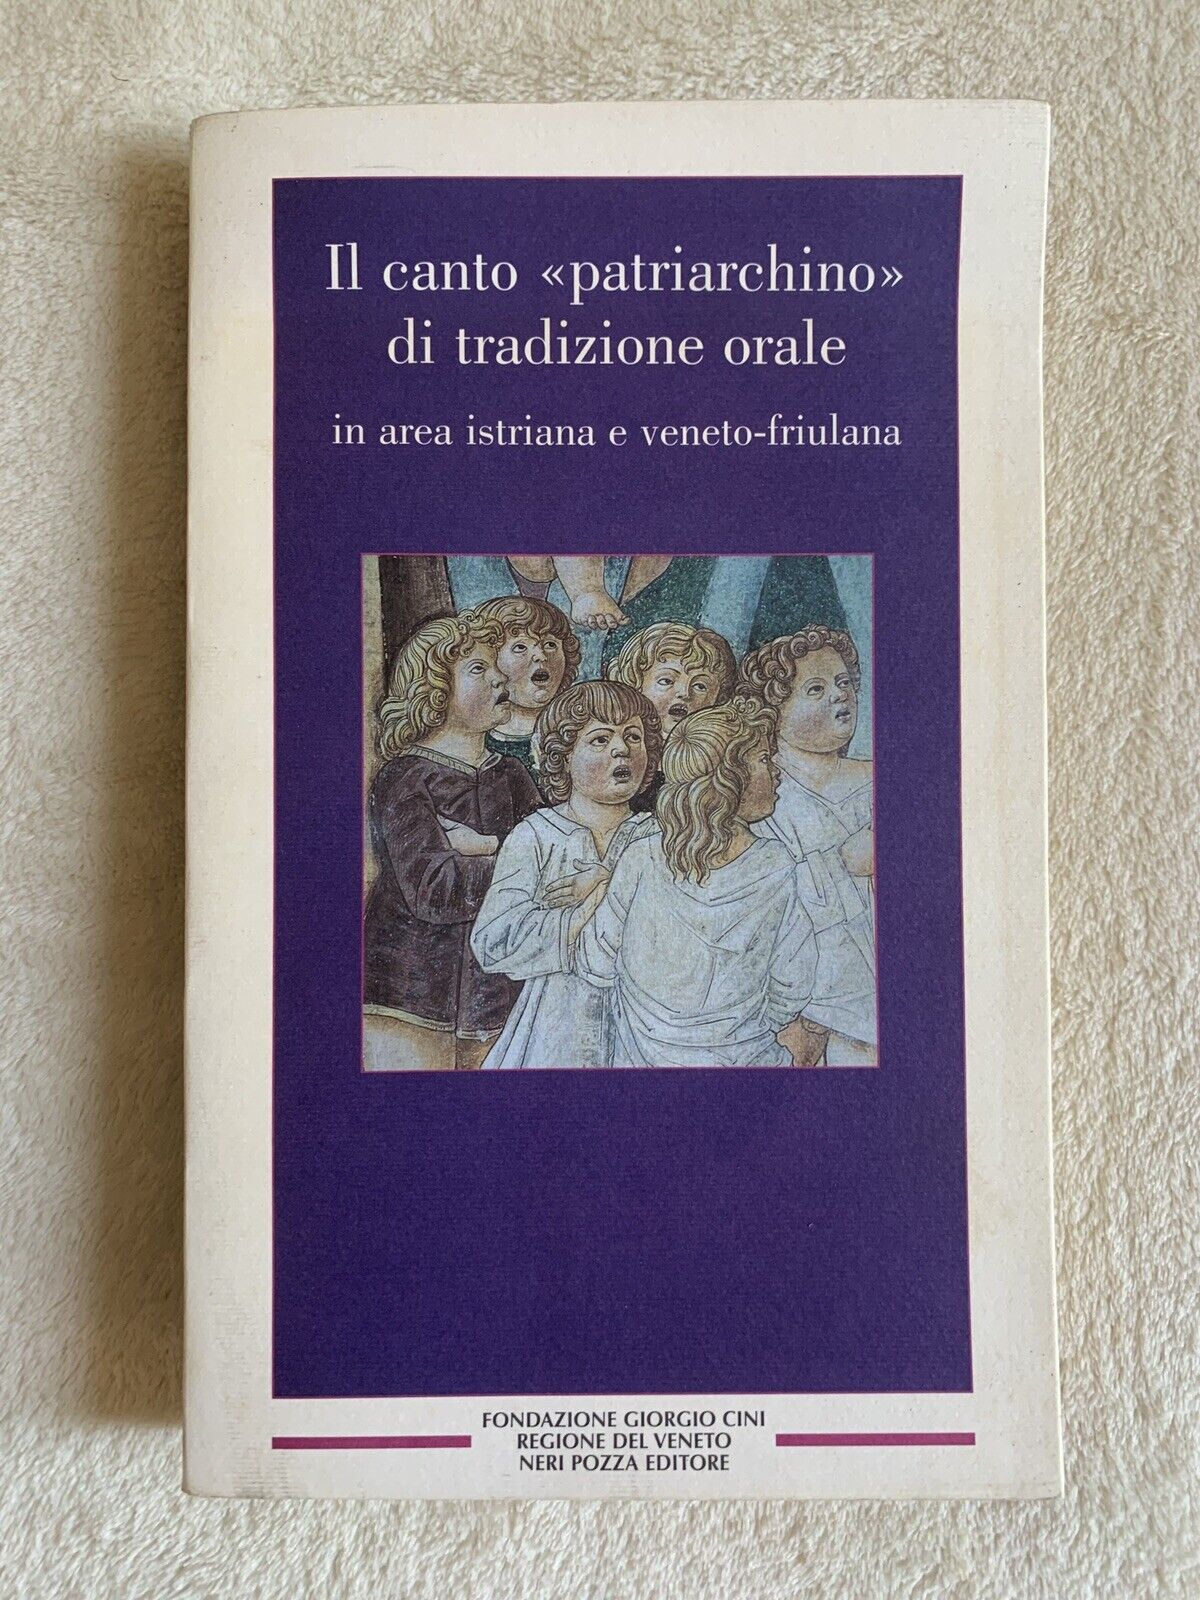 Il canto «patriarchino»
di tradizione orale
in area istriana e veneto-friulana
FONDAZIONE GIORGIO CINI
REGIONE DEL VENETO
NERI POZZA EDITORE